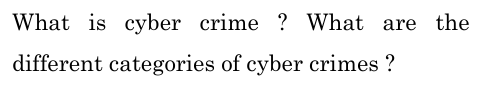 What is cyber crime ? What are the
different categories of cyber crimes ?